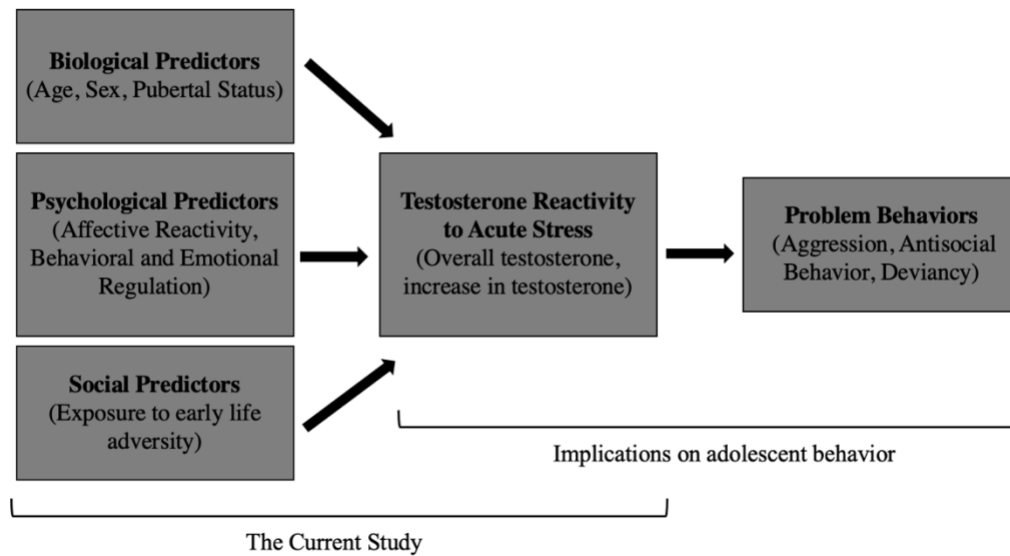 Biological Predictors
(Age, Sex, Pubertal Status)
Psychological Predictors
(Affective Reactivity,
Behavioral and Emotional
Regulation)
Social Predictors
(Exposure to early life
adversity)
Testosterone Reactivity
to Acute Stress
(Overall testosterone,
increase in testosterone)
Problem Behaviors
(Aggression, Antisocial
Behavior, Deviancy)
Implications on adolescent behavior
The Current Study